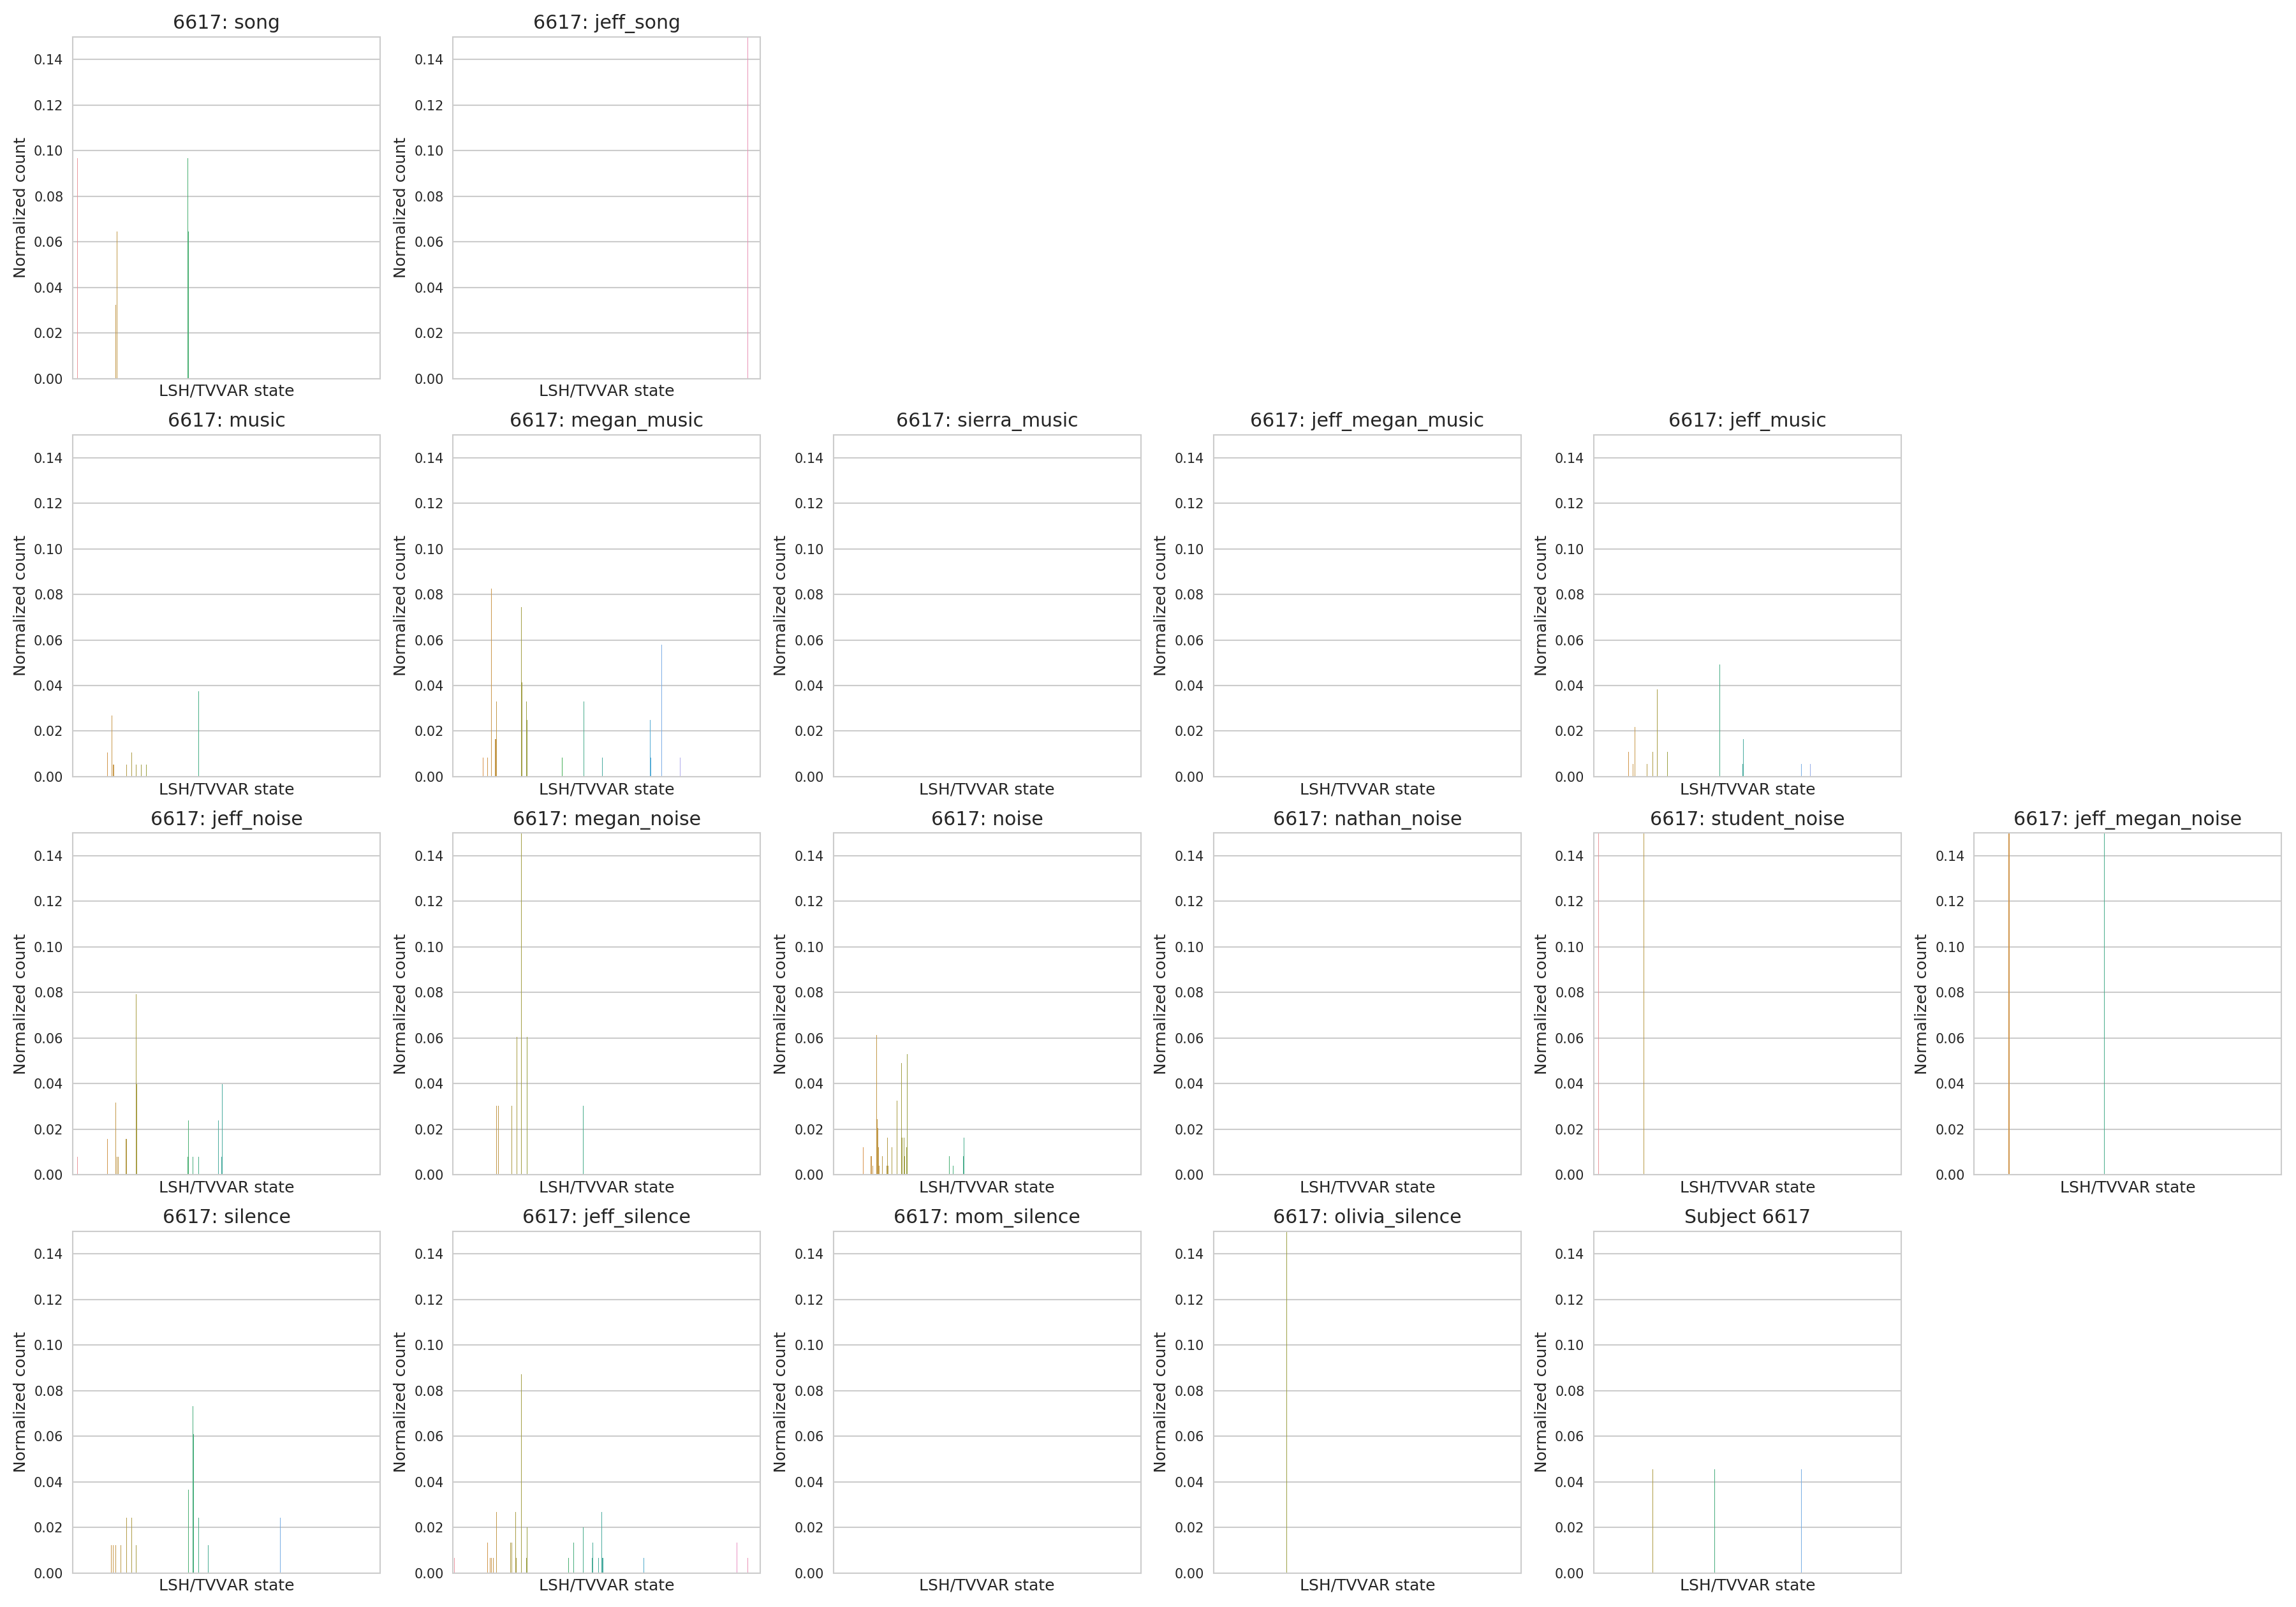 6617: song
6617: jeff_song
Normalized count
0.14
0.12
0.10
0.08
0.06
0.04
0.02
0.00
LSH/TVVAR state
Normalized count
0.14
0.12
0.10
0.08
0.06
0.04
0.02
0.00
LSH/TVVAR state
6617: music
6617: megan_music
6617: sierra_music
6617: jeff_megan_music
6617: jeff_music
Normalized count
0.14
0.12
0.10
0.08
0.06
0.04
0.02
0.00
LSH/TVVAR state
Normalized count
0.14
0.12
0.10
0.08
0.06
0.04
0.02
0.00
LSH/TVVAR state
Normalized count
0.14
0.12
0.10
0.08
0.06
0.04
0.02
0.00
LSH/TVVAR state
Normalized count
0.14
0.12
0.10
0.08
0.06
0.04
0.02
0.00
LSH/TVVAR state
Normalized count
0.14
0.12
0.10
0.08
0.06
0.04
0.02
0.00
LSH/TVVAR state
6617: jeff_noise
6617: megan_noise
6617: noise
6617: nathan_noise
6617: student_noise
6617: jeff_megan_noise
Normalized count
0.14
0.12
0.10
0.08
0.06
0.04
0.02
0.00
LSH/TVVAR state
Normalized count
0.14
0.12
0.10
0.08
0.06
0.04
0.02
0.00
LSH/TVVAR state
Normalized count
0.14
0.12
0.10
0.08
0.06
0.04
0.02
0.00
LSH/TVVAR state
Normalized count
0.14
0.12
0.10
0.08
0.06
0.04
0.02
0.00
LSH/TVVAR state
Normalized count
0.14
0.12
0.10
0.08
0.06
0.04
0.02
0.00
LSH/TVVAR state
Normalized count
0.14
0.12
0.10
0.08
0.06
0.04
0.02
0.00
LSH/TVVAR state
6617: silence
6617: jeff_silence
6617: mom_silence
6617: olivia_silence
Subject 6617
Normalized count
0.14
0.12
0.10
0.08
0.06
0.04
0.02
0.00
LSH/TVVAR state
Normalized count
0.14
0.12
0.10
0.08
0.06
0.04
0.02
0.00
LSH/TVVAR state
Normalized count
0.14
0.12
0.10
0.08
0.06
0.04
0.02
0.00
LSH/TVVAR state
Normalized count
0.14
0.12
0.10
0.08
0.06
0.04
0.02
0.00
LSH/TVVAR state
Normalized count
0.14
0.12
0.10
0.08
0.06
0.04
0.02
0.00
LSH/TVVAR state